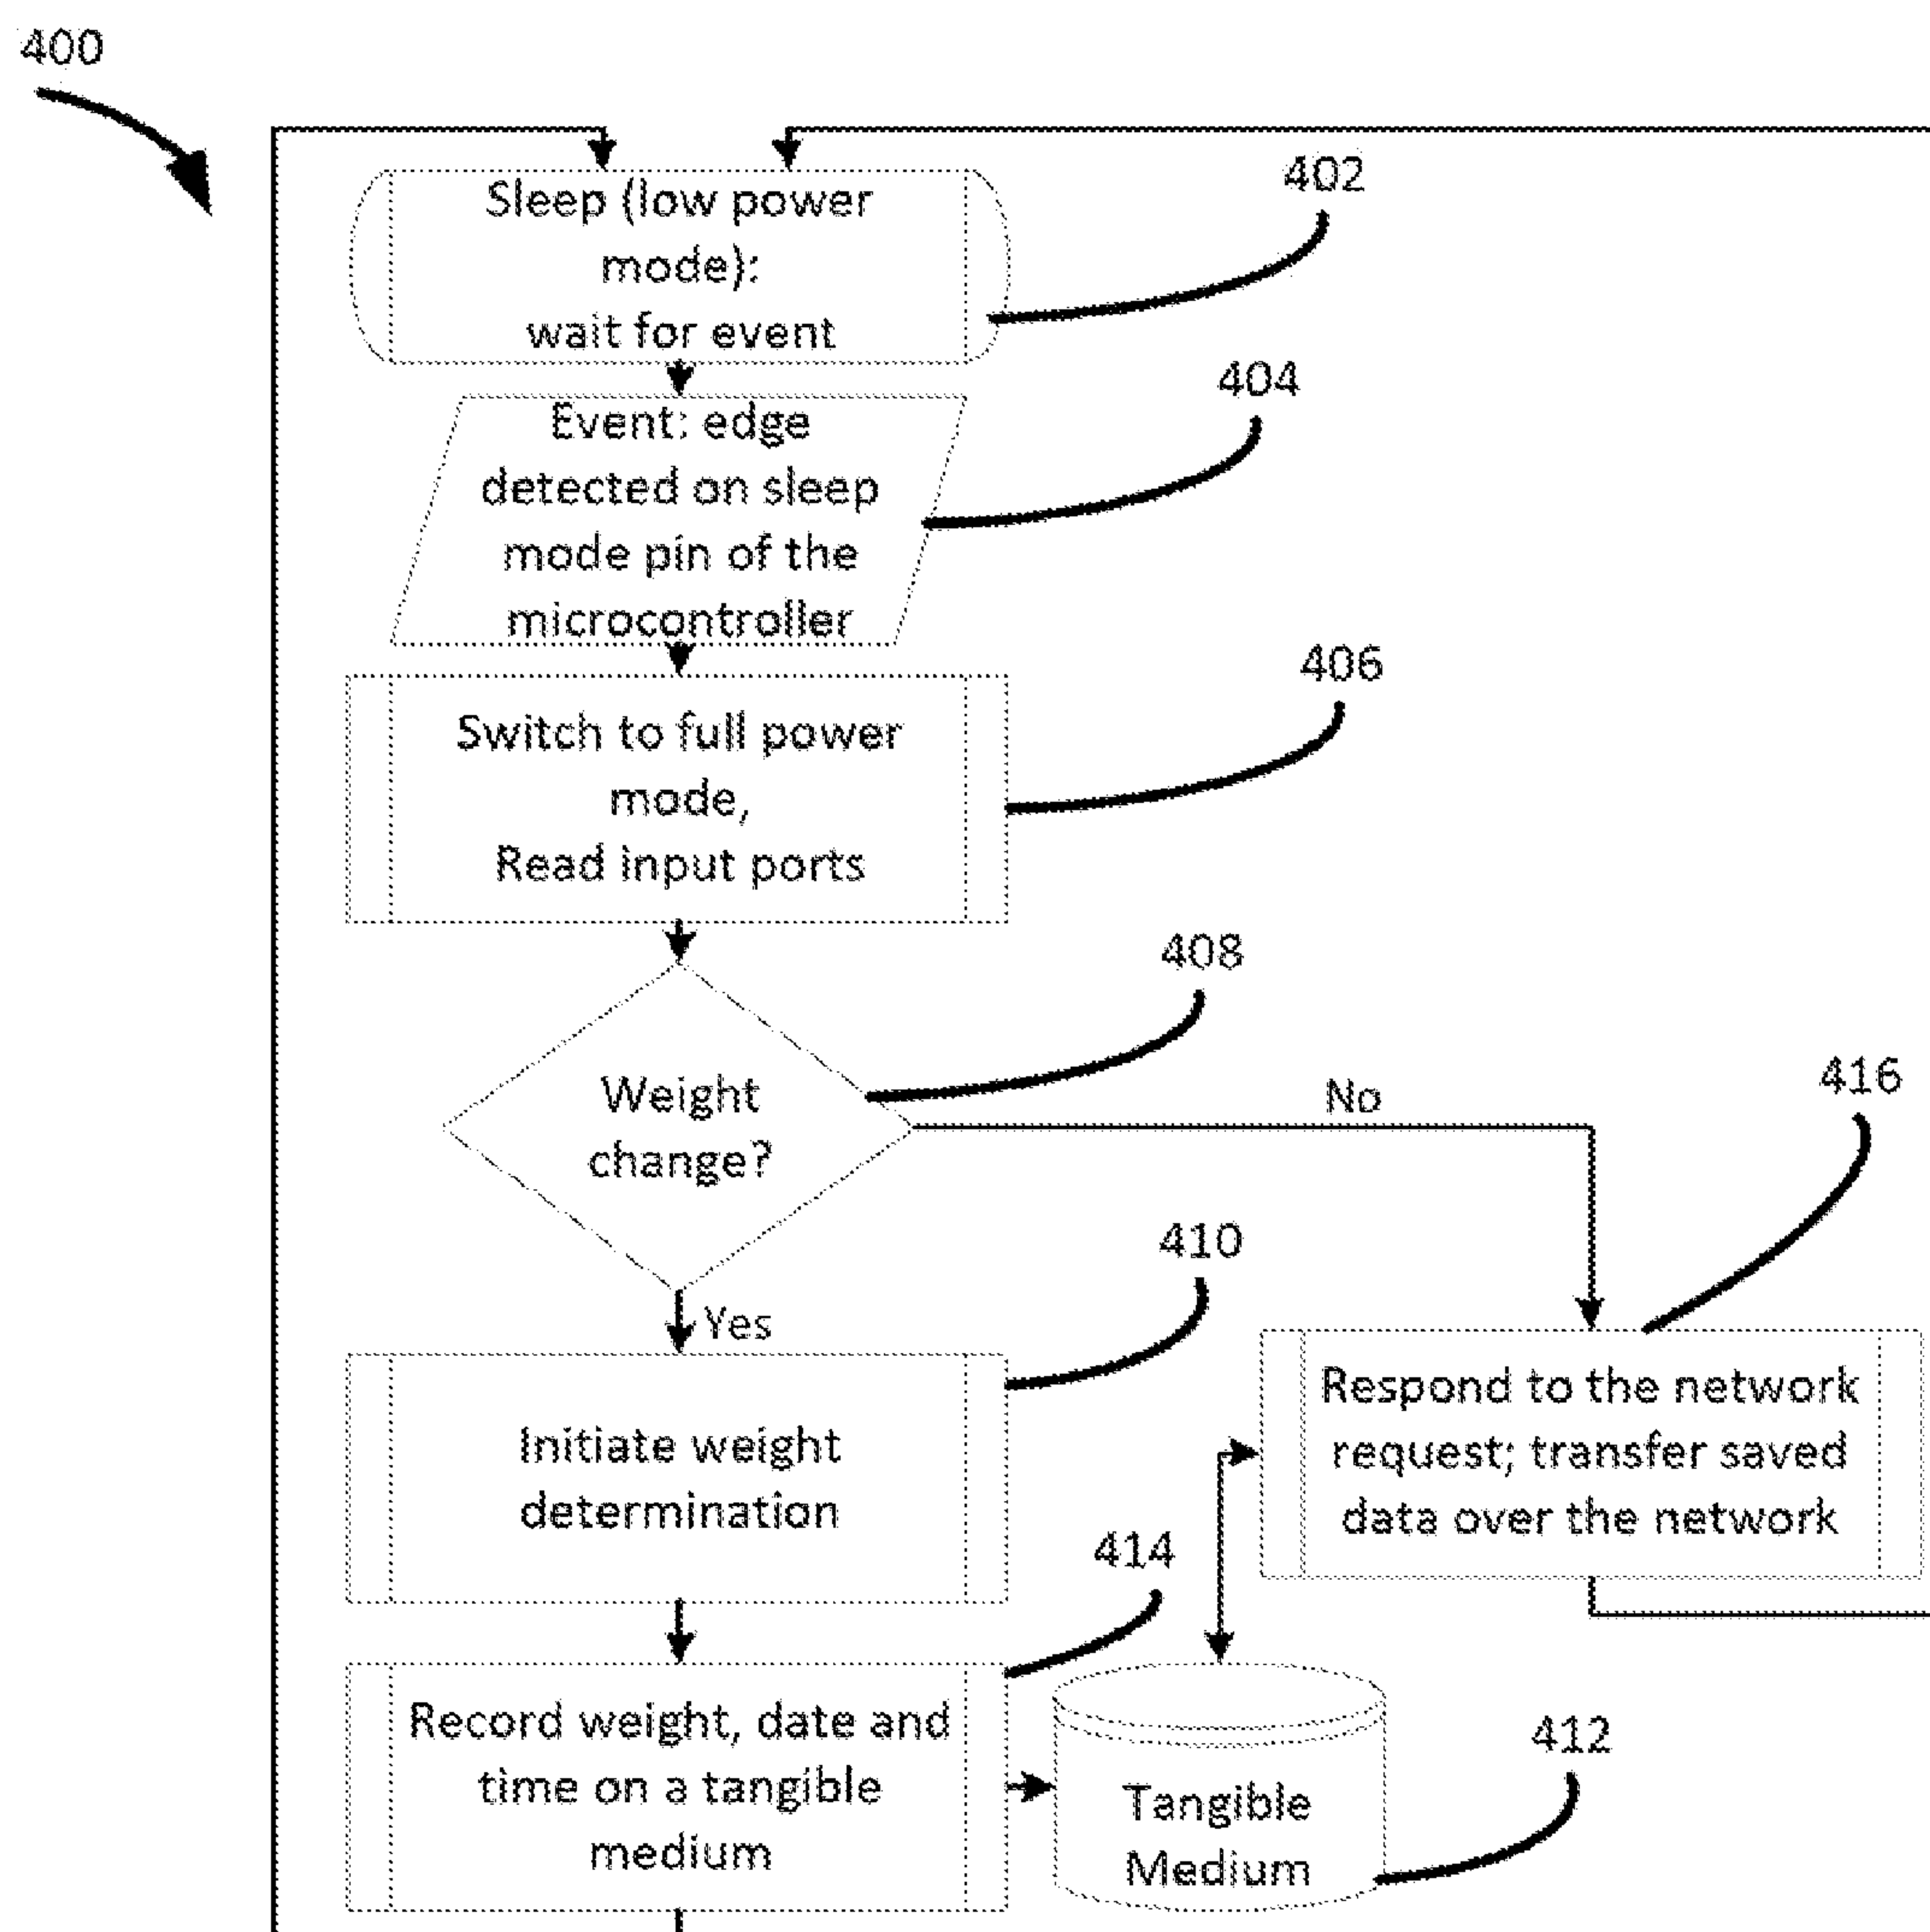 400
Sleep (low power
mode):
wait for event
402
Event: edge
detected on sleep
mode pin of the
microcontroller
404
Switch to full power
mode,
Read input ports
406
Weight
change?
408
No
Yes
416
410
Initiate weight
determination
Respond to the network
request; transfer saved
data over the network
414
Record weight, date and
time on a tangible
medium
Tangible
Medium
412